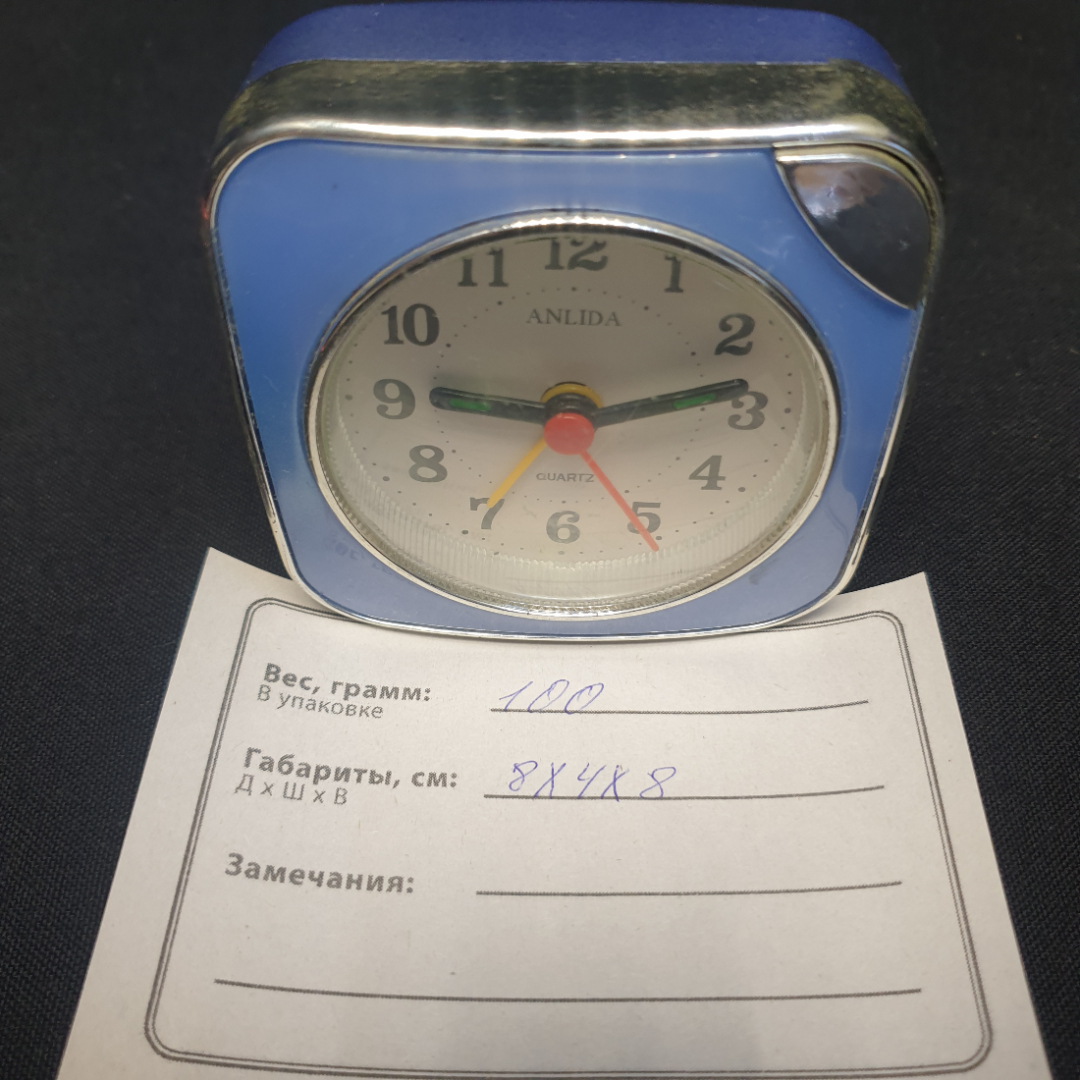 12
11
1
10
ANLIDA
2
9
3
8
4
QUARTZ
7
5
6
Вес, грамм: 100
В упаковке
Габариты, см: 8X4X8
Д х Ш х В
Замечания: